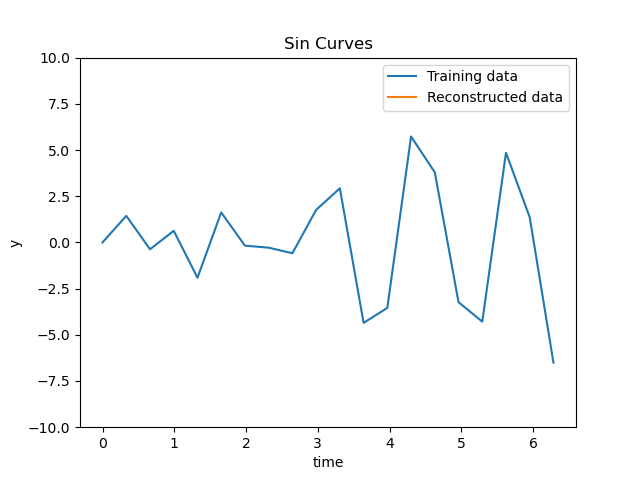 Sin Curves
Training data
Reconstructed data
10.0
7.5
5.0
2.5
0.0
−2.5
−5.0
−7.5
−10.0
y
0 1 2 3 4 5 6
time